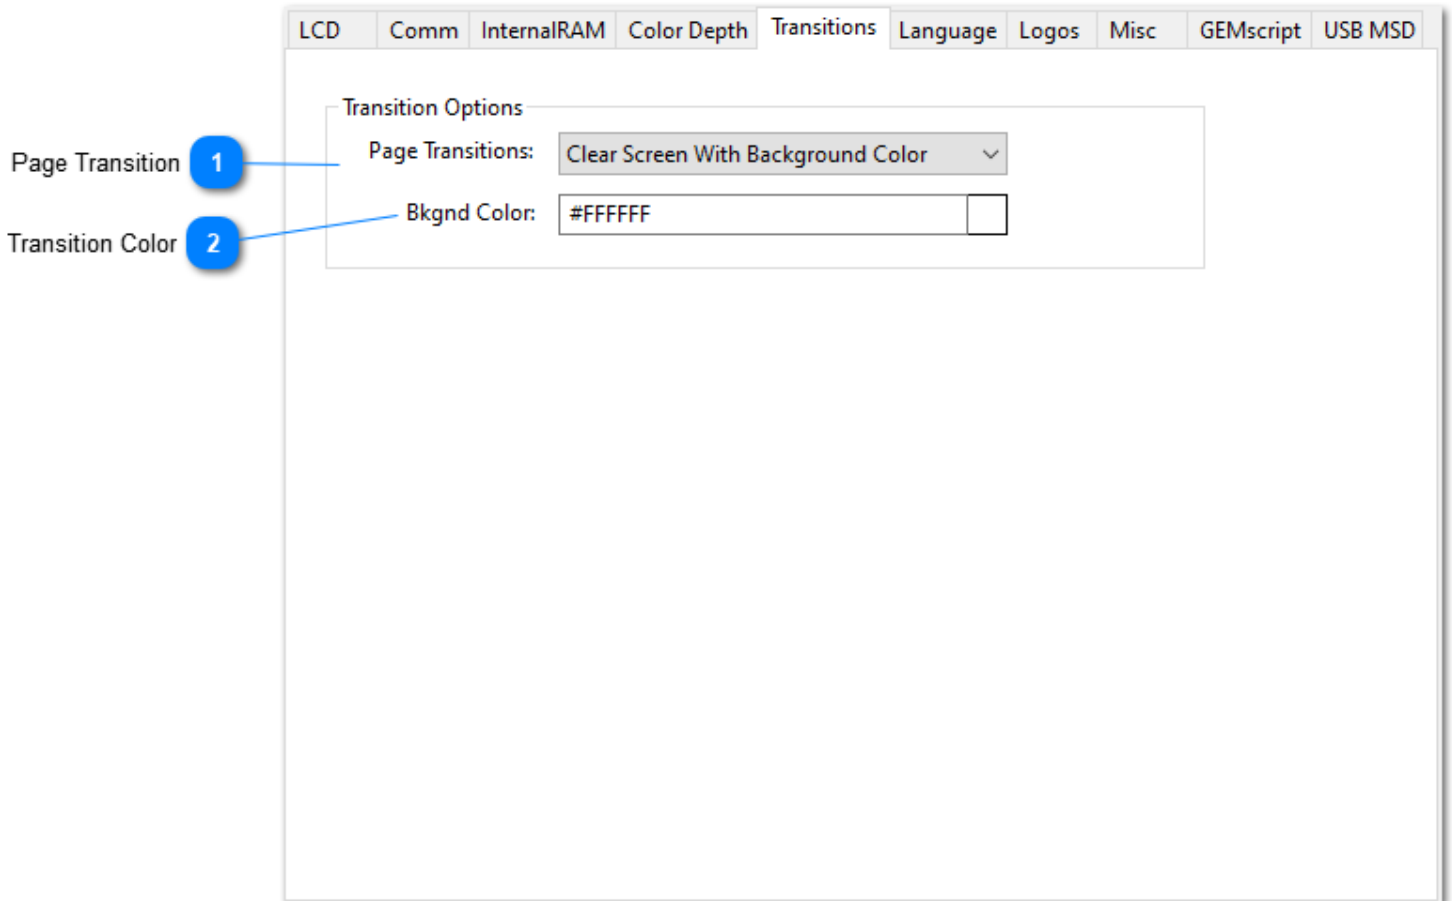 LCD Comm InternalRAM Color Depth Transitions Language Logos Misc GEMscript USB MSD
Transition Options
Page Transition 1 Page Transitions: Clear Screen With Background Color
Transition Color 2 Bkgnd Color: #FFFFFF